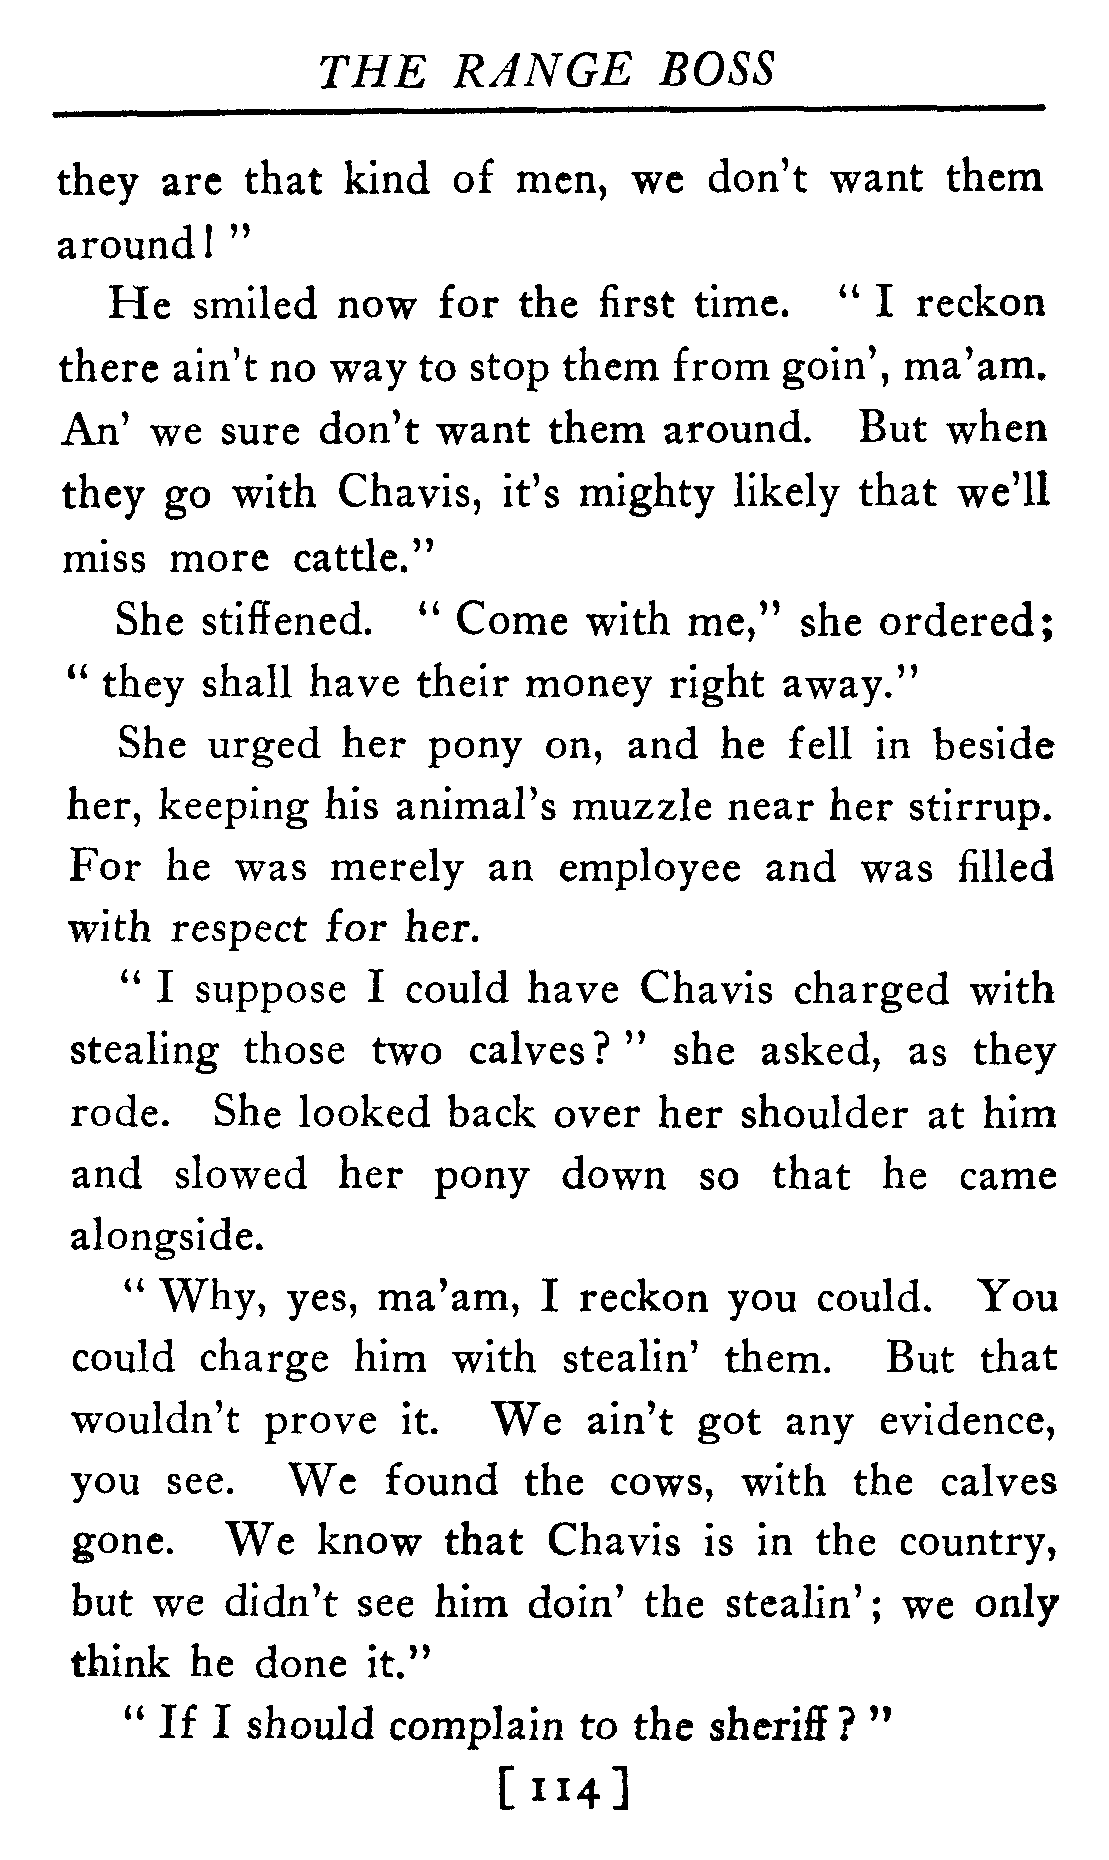 THE RANGE BOSS
they are that kind of men, we don't want them
around! "
He smiled now for the first time. " I reckon
there ain't no way to stop them from goin', ma'am.
An' we sure don't want them around. But when
they go with Chavis, it's mighty likely that we'll
miss more cattle."
She stiffened. " Come with me," she ordered;
" they shall have their money right away."
She urged her pony on, and he fell in beside
her, keeping his animal's muzzle near her stirrup.
For he was merely an employee and was filled
with respect for her.
" I suppose I could have Chavis charged with
stealing those two calves? " she asked, as they
rode. She looked back over her shoulder at him
and slowed her pony down so that he came
alongside.
" Why, yes, ma'am, I reckon you could. You
could charge him with stealin' them. But that
wouldn't prove it. We ain't got any evidence,
you see. We found the cows, with the calves
gone. We know that Chavis is in the country,
but we didn't see him doin' the stealin'; we only
think he done it."
" If I should complain to the sheriff? "
[ 114 ]